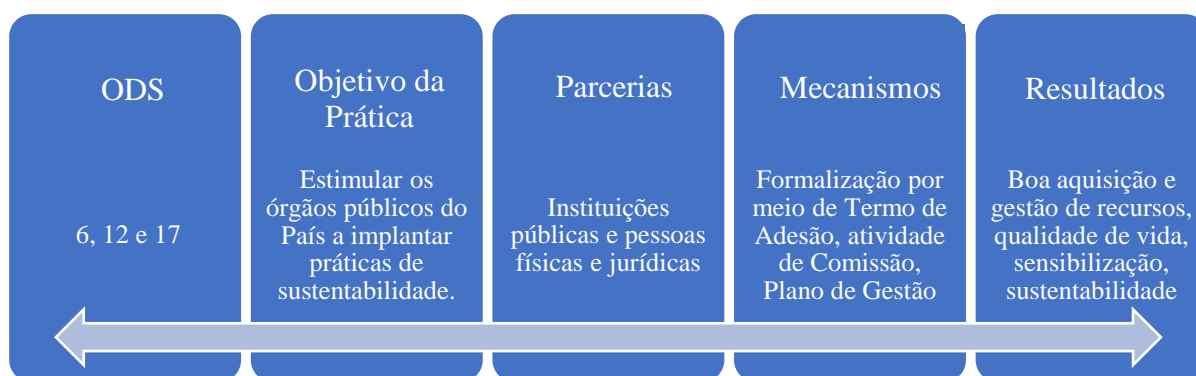 ODS
6, 12 e 17
Objetivo da
Prática
Estimular os
órgãos públicos do
País a implantar
práticas de
sustentabilidade.
Parcerias
Instituições
públicas e pessoas
físicas e jurídicas
Mecanismos
Formalização por
meio de Termo de
Adesão, atividade
de Comissão,
Plano de Gestão
Resultados
Boa aquisição e
gestão de recursos,
qualidade de vida,
sensibilização,
sustentabilidade